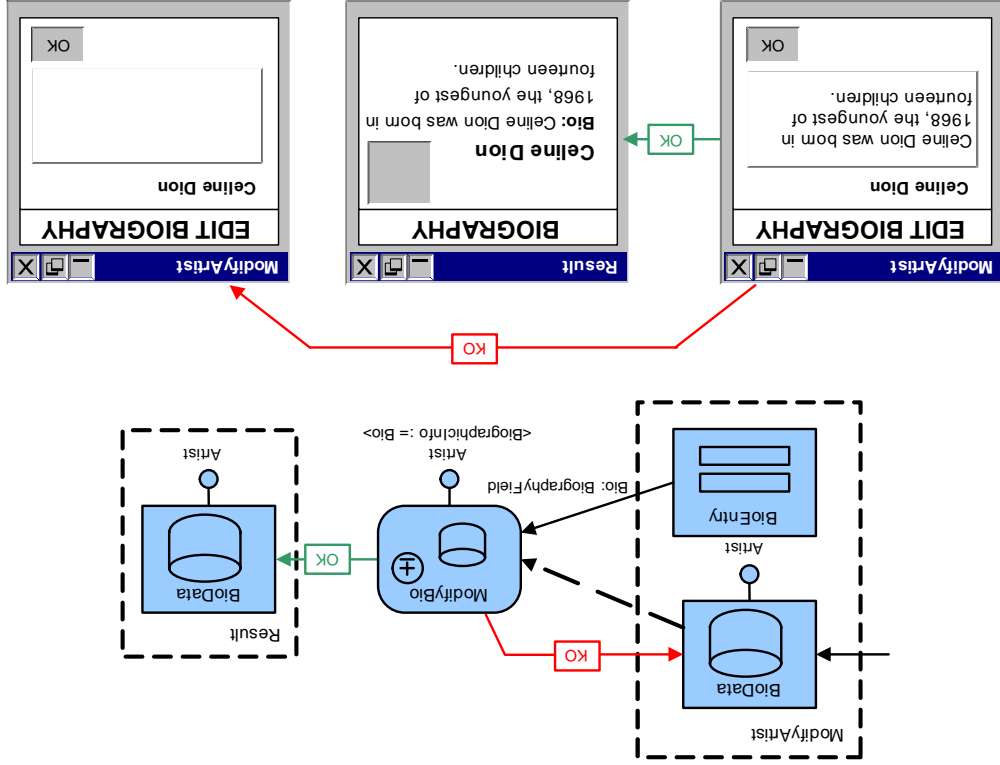 ModifyArtist
BioData
KO
Result
ModifyBio
BioData
OK
Artist
BioEntry
Bio: BiographyField
Artist
Artist
<BiographicInfo := Bio>
KO
ModifyArtist
EDIT BIOGRAPHY
Celine Dion
Celine Dion was born in
1968, the youngest of
fourteen children.
OK
OK
Result
BIOGRAPHY
Celine Dion
Bio: Celine Dion was born in
1968, the youngest of
fourteen children.
ModifyArtist
EDIT BIOGRAPHY
Celine Dion
OK